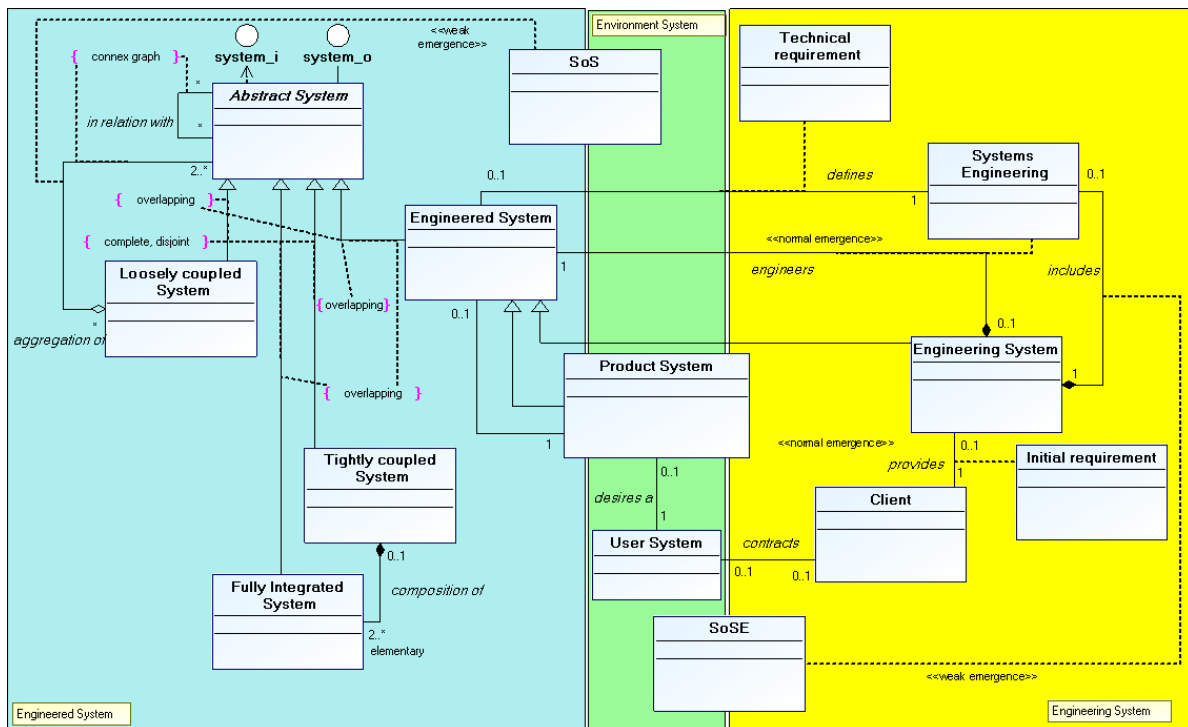 Environment System
<<weak
emergence>>
system_i
system_o
{ connex graph }
*
Abstract System
in relation with
*
2..*
SoS
Technical
requirement
{ overlapping }
{ complete, disjoint }
Loosely coupled
System
*
aggregation of
0..1
Engineered System
1
0..1
{overlapping}
{ overlapping }
defines
1
Systems
Engineering
0..1
<<normal emergence>>
engineers
includes
0..1
Engineering System
1
Product System
1
0..1
<<normal emergence>>
0..1
provides
1
Initial requirement
Tightly coupled
System
0..1
composition of
Fully Integrated
System
2..*
elementary
desires a
1
User System
contracts
0..1
0..1
Client
SoSE
<<weak emergence>>
Engineered System
Engineering System